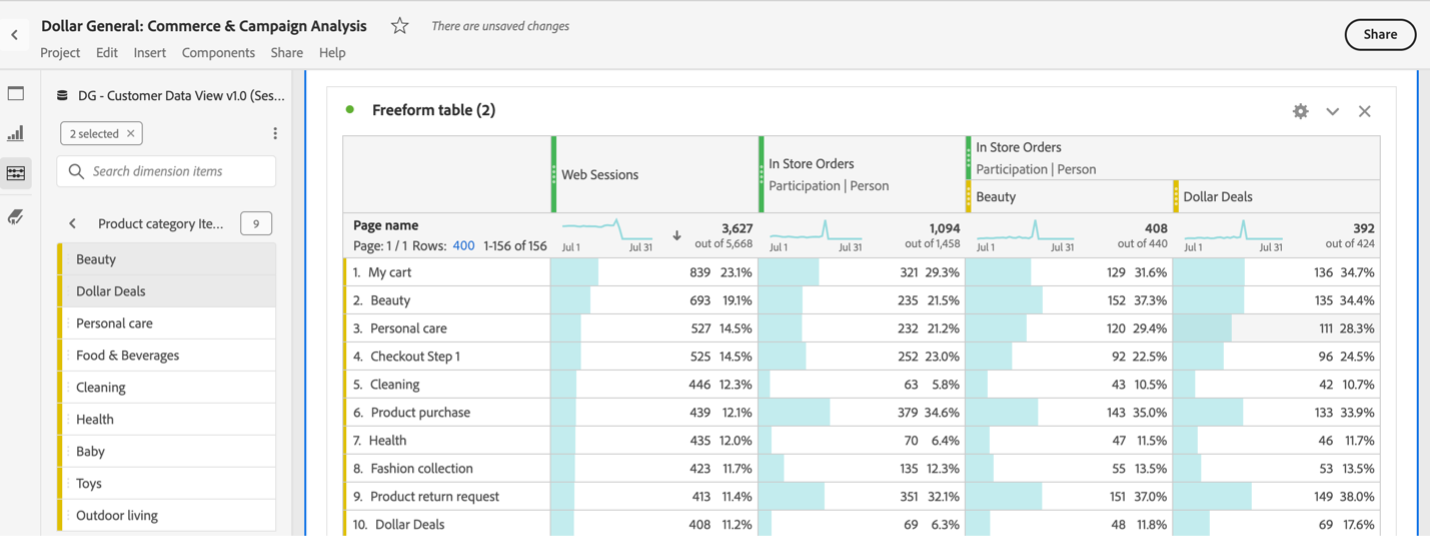 Dollar General: Commerce & Campaign Analysis
There are unsaved changes
Share
Project Edit Insert Components Share Help
DG - Customer Data View v1.0 (Ses...
2 selected
Search dimension items
Product category Ite... 9
Beauty
Dollar Deals
Personal care
Food & Beverages
Cleaning
Health
Baby
Toys
Outdoor living
Freeform table (2)
Web Sessions
In Store Orders
Participation | Person
In Store Orders
Participation | Person
Beauty Dollar Deals
Page name
Page: 1 / 1 Rows: 400 1-156 of 156
Jul 1 Jul 31 3,627 out of 5,668
Jul 1 Jul 31 1,094 out of 1,458
Jul 1 Jul 31 408 out of 440
Jul 1 Jul 31 392 out of 424
1. My cart 839 23.1% 321 29.3% 129 31.6% 136 34.7%
2. Beauty 693 19.1% 235 21.5% 152 37.3% 135 34.4%
3. Personal care 527 14.5% 232 21.2% 120 29.4% 111 28.3%
4. Checkout Step 1 525 14.5% 252 23.0% 92 22.5% 96 24.5%
5. Cleaning 446 12.3% 63 5.8% 43 10.5% 42 10.7%
6. Product purchase 439 12.1% 379 34.6% 143 35.0% 133 33.9%
7. Health 435 12.0% 70 6.4% 47 11.5% 46 11.7%
8. Fashion collection 423 11.7% 135 12.3% 55 13.5% 53 13.5%
9. Product return request 413 11.4% 351 32.1% 151 37.0% 149 38.0%
10. Dollar Deals 408 11.2% 69 6.3% 48 11.8% 69 17.6%